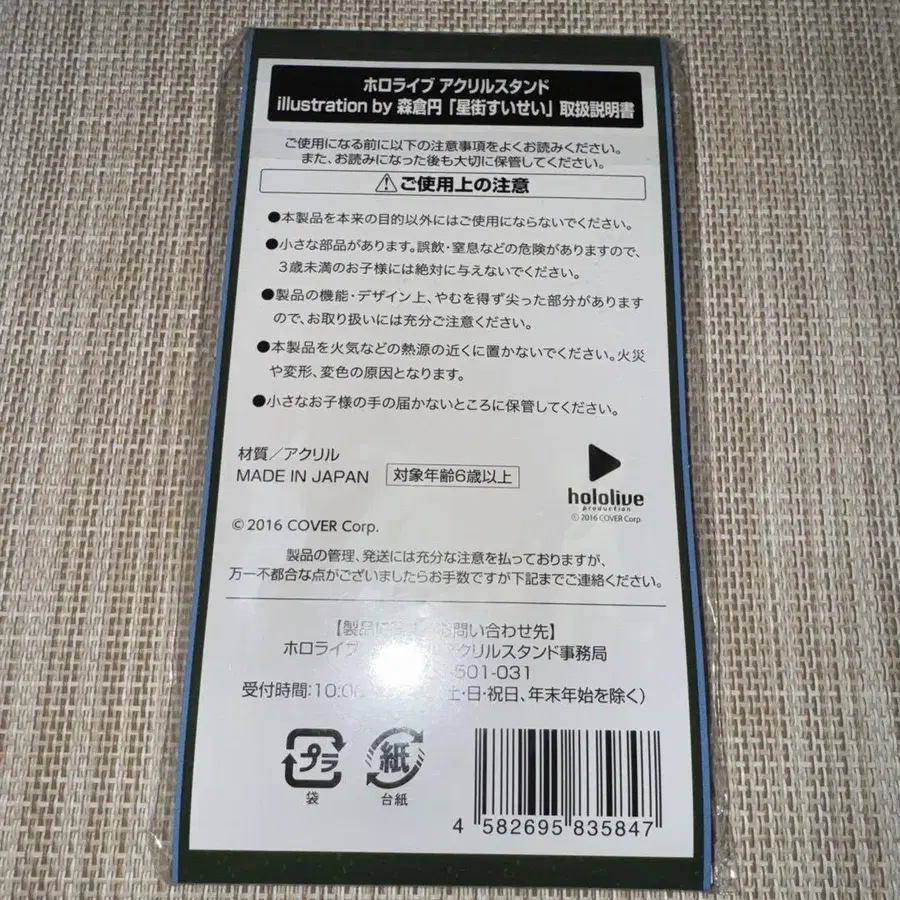 ホロライブ アクリルスタンド
illustration by 森倉円「星街すいせい」取扱説明書
ご使用になる前に以下の注意事項をよくお読みください。
また、お読みになった後も大切に保管してください。
⚠ご使用上の注意
●本製品を本来の目的以外にはご使用にならないでください。
●小さな部品があります。誤飲・窒息などの危険がありますので、
３歳未満のお子様には絶対に与えないでください。
●製品の機能・デザイン上、やむを得ず尖った部分があります
ので、お取り扱いには充分ご注意ください。
●本製品を火気などの熱源の近くに置かないでください。火災
や変形、変色の原因となります。
●小さなお子様の手の届かないところに保管してください。
材質／アクリル
MADE IN JAPAN
対象年齢6歳以上
hololive
production
© 2016 COVER Corp.
© 2016 COVER Corp.
製品の管理、発送には充分な注意を払っておりますが、
万一不都合な点がございましたらお手数ですが下記までご連絡ください。
【製品に お問い合わせ先】
ホロライブ アクリルスタンド事務局
501-031
受付時間:10:0 土・日・祝日、年末年始を除く）
プラ
袋
紙
台紙
4 582695 835847